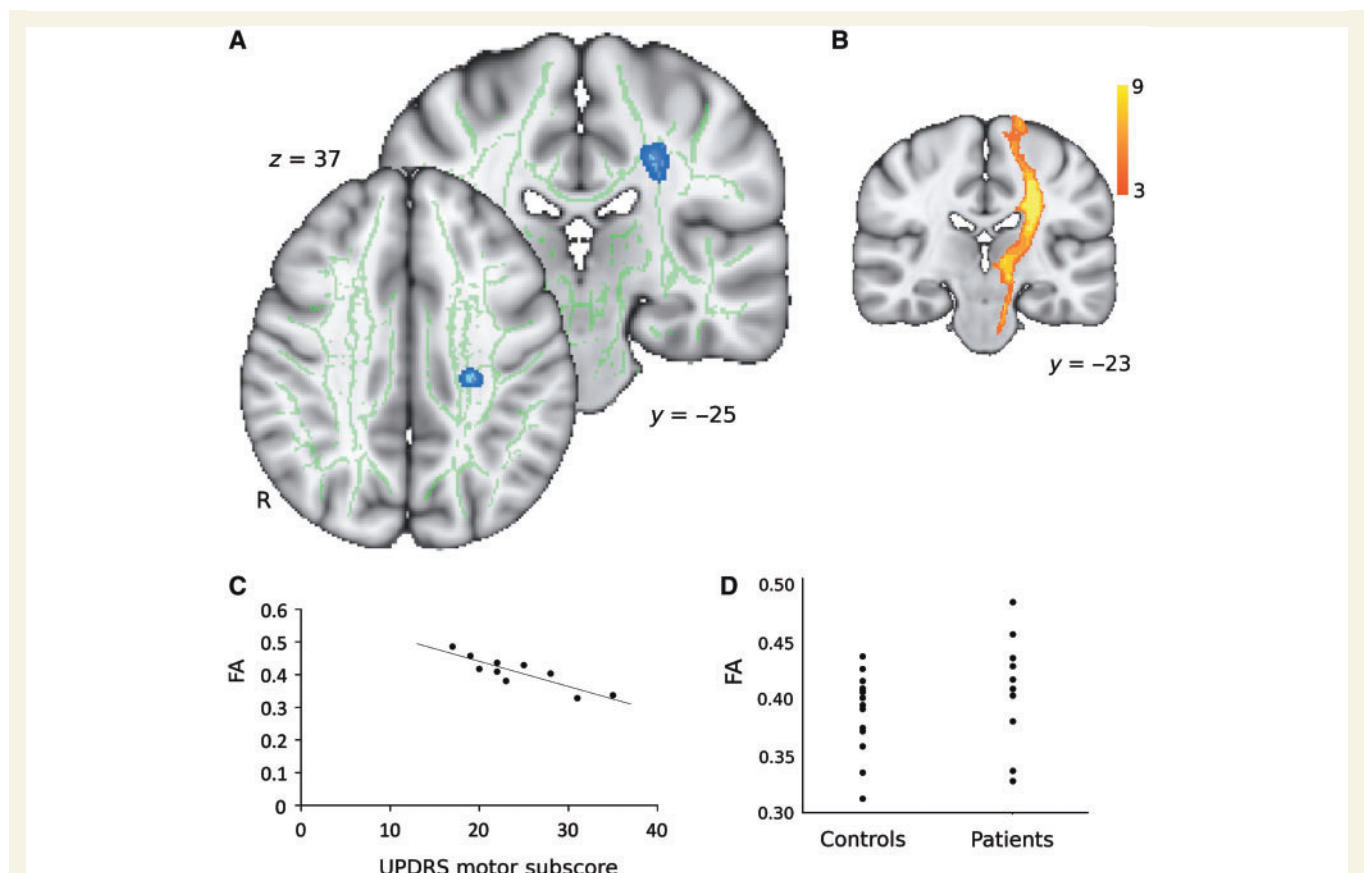 A
B
9
z = 37
3
y = –23
y = –25
R
C
D
0.6
0.5
0.4
0.3
0.2
0.1
0
FA
0 10 20 30 40
UPDRS motor subscore
0.50
0.45
0.40
0.35
0.30
FA
Controls Patients